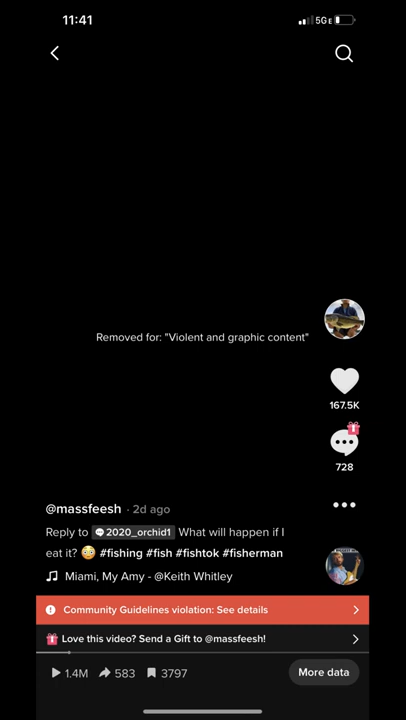 11:41
5GE
Removed for: "Violent and graphic content"
167.5K
728
@massfeesh · 2d ago
Reply to 2020_orchid1 What will happen if I
eat it? 😳 #fishing #fish #fishtok #fisherman
Miami, My Amy - @Keith Whitley
Community Guidelines violation: See details
Love this video? Send a Gift to @massfeesh!
1.4M 583 3797 More data